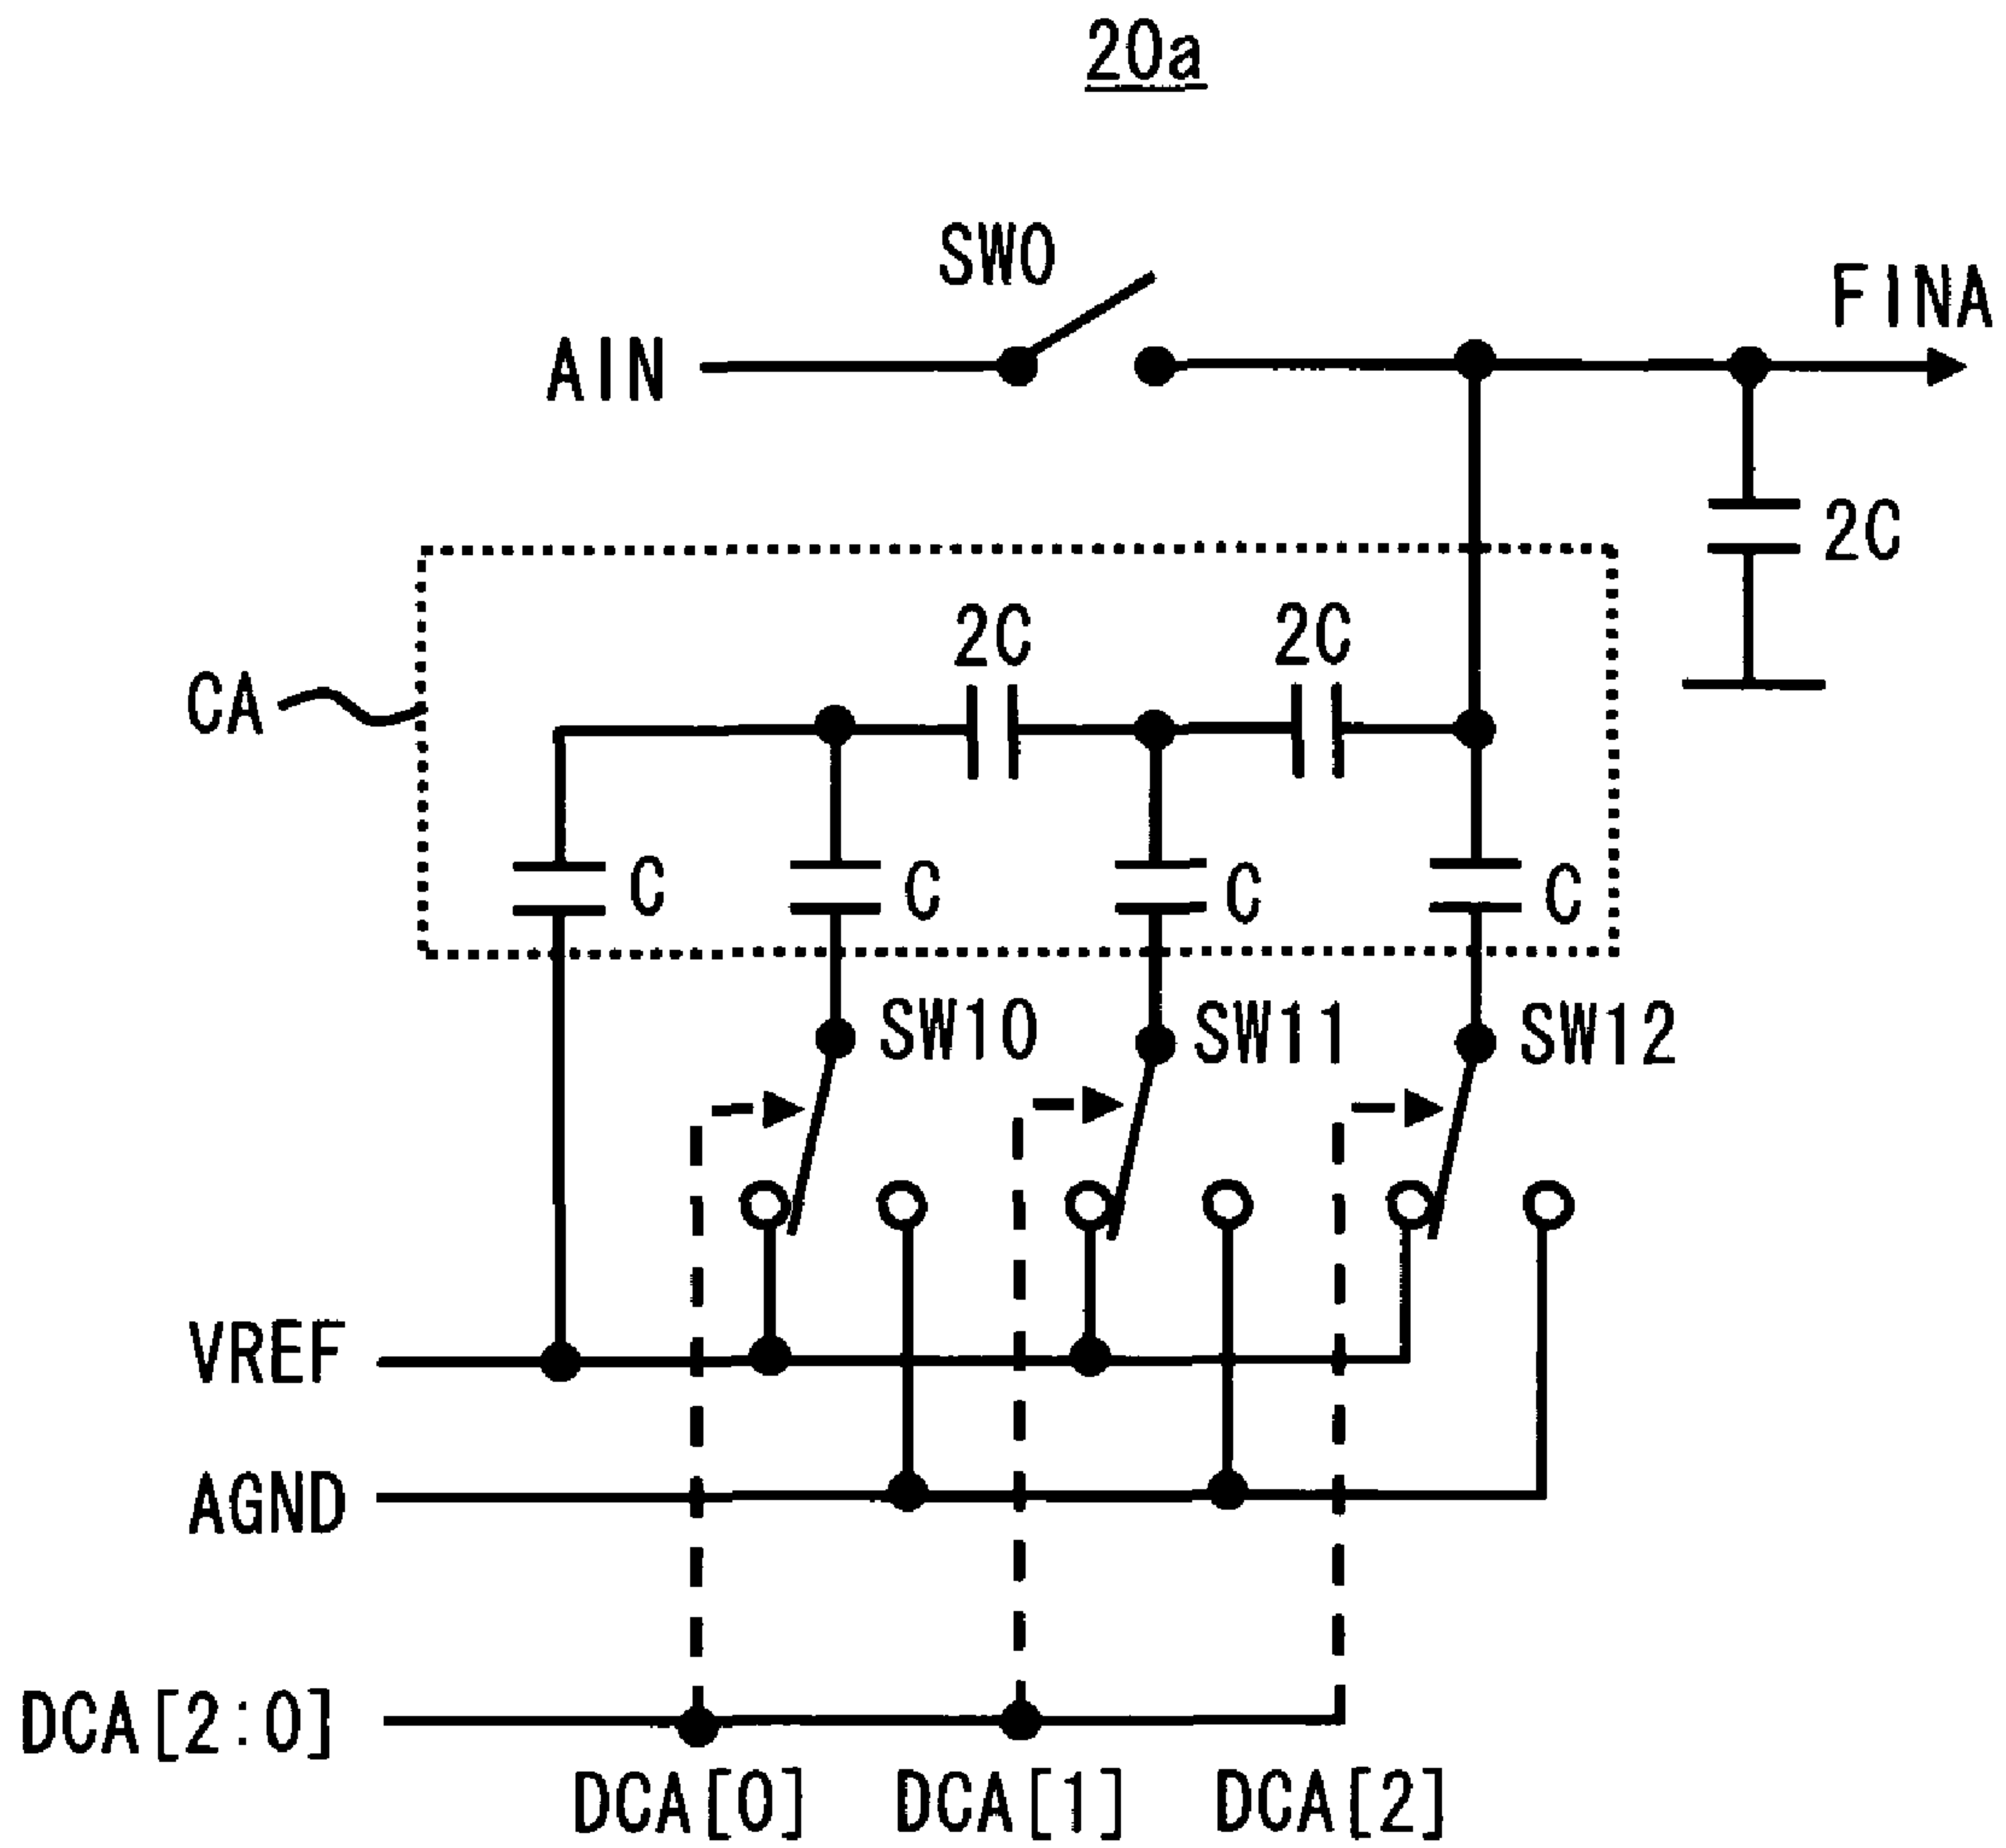 20a
SW0
FINA
AIN
2C
2C 2C
CA
C C C C
SW10 SW11 SW12
VREF
AGND
DCA[2:0]
DCA[0] DCA[1] DCA[2]